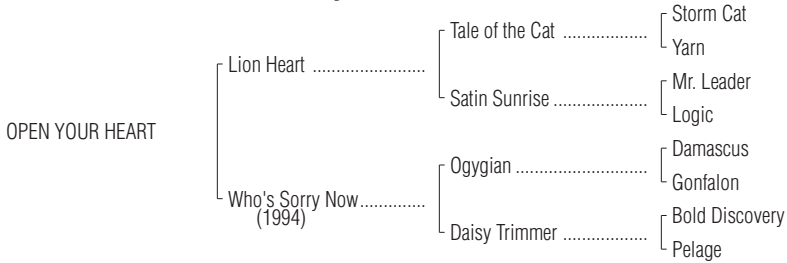 Storm Cat
Tale of the Cat ..................
Yarn
Lion Heart ........................
Mr. Leader
Satin Sunrise ....................
Logic
OPEN YOUR HEART
Damascus
Ogygian ............................
Gonfalon
Who's Sorry Now..............
(1994)
Bold Discovery
Daisy Trimmer ..................
Pelage